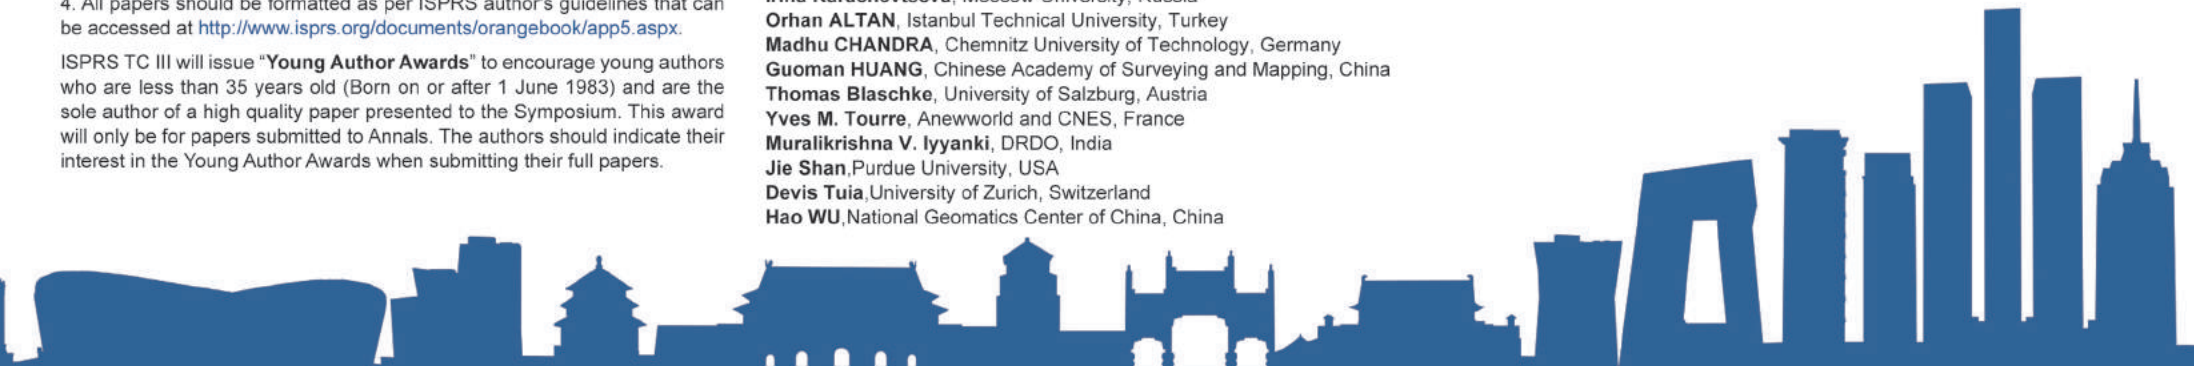 4. All papers should be formatted as per ISPRS author's guidelines that can
be accessed at http://www.isprs.org/documents/orangebook/app5.aspx.
ISPRS TC III will issue “Young Author Awards” to encourage young authors
who are less than 35 years old (Born on or after 1 June 1983) and are the
sole author of a high quality paper presented to the Symposium. This award
will only be for papers submitted to Annals. The authors should indicate their
interest in the Young Author Awards when submitting their full papers.
Orhan ALTAN, Istanbul Technical University, Turkey
Madhu CHANDRA, Chemnitz University of Technology, Germany
Guoman HUANG, Chinese Academy of Surveying and Mapping, China
Thomas Blaschke, University of Salzburg, Austria
Yves M. Tourre, Anewworld and CNES, France
Muralikrishna V. Iyyanki, DRDO, India
Jie Shan,Purdue University, USA
Devis Tuia,University of Zurich, Switzerland
Hao WU,National Geomatics Center of China, China